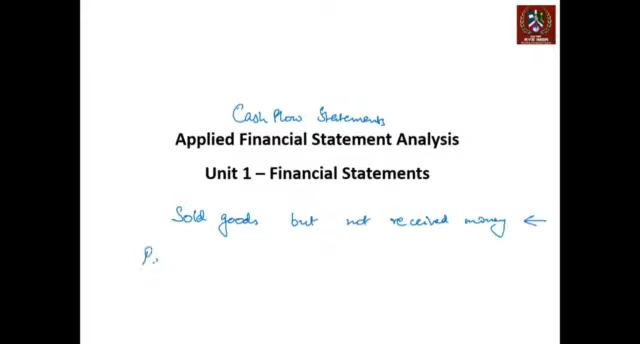 Cash Flow Statements
Applied Financial Statement Analysis
Unit 1 – Financial Statements
Sold goods but not received money ←